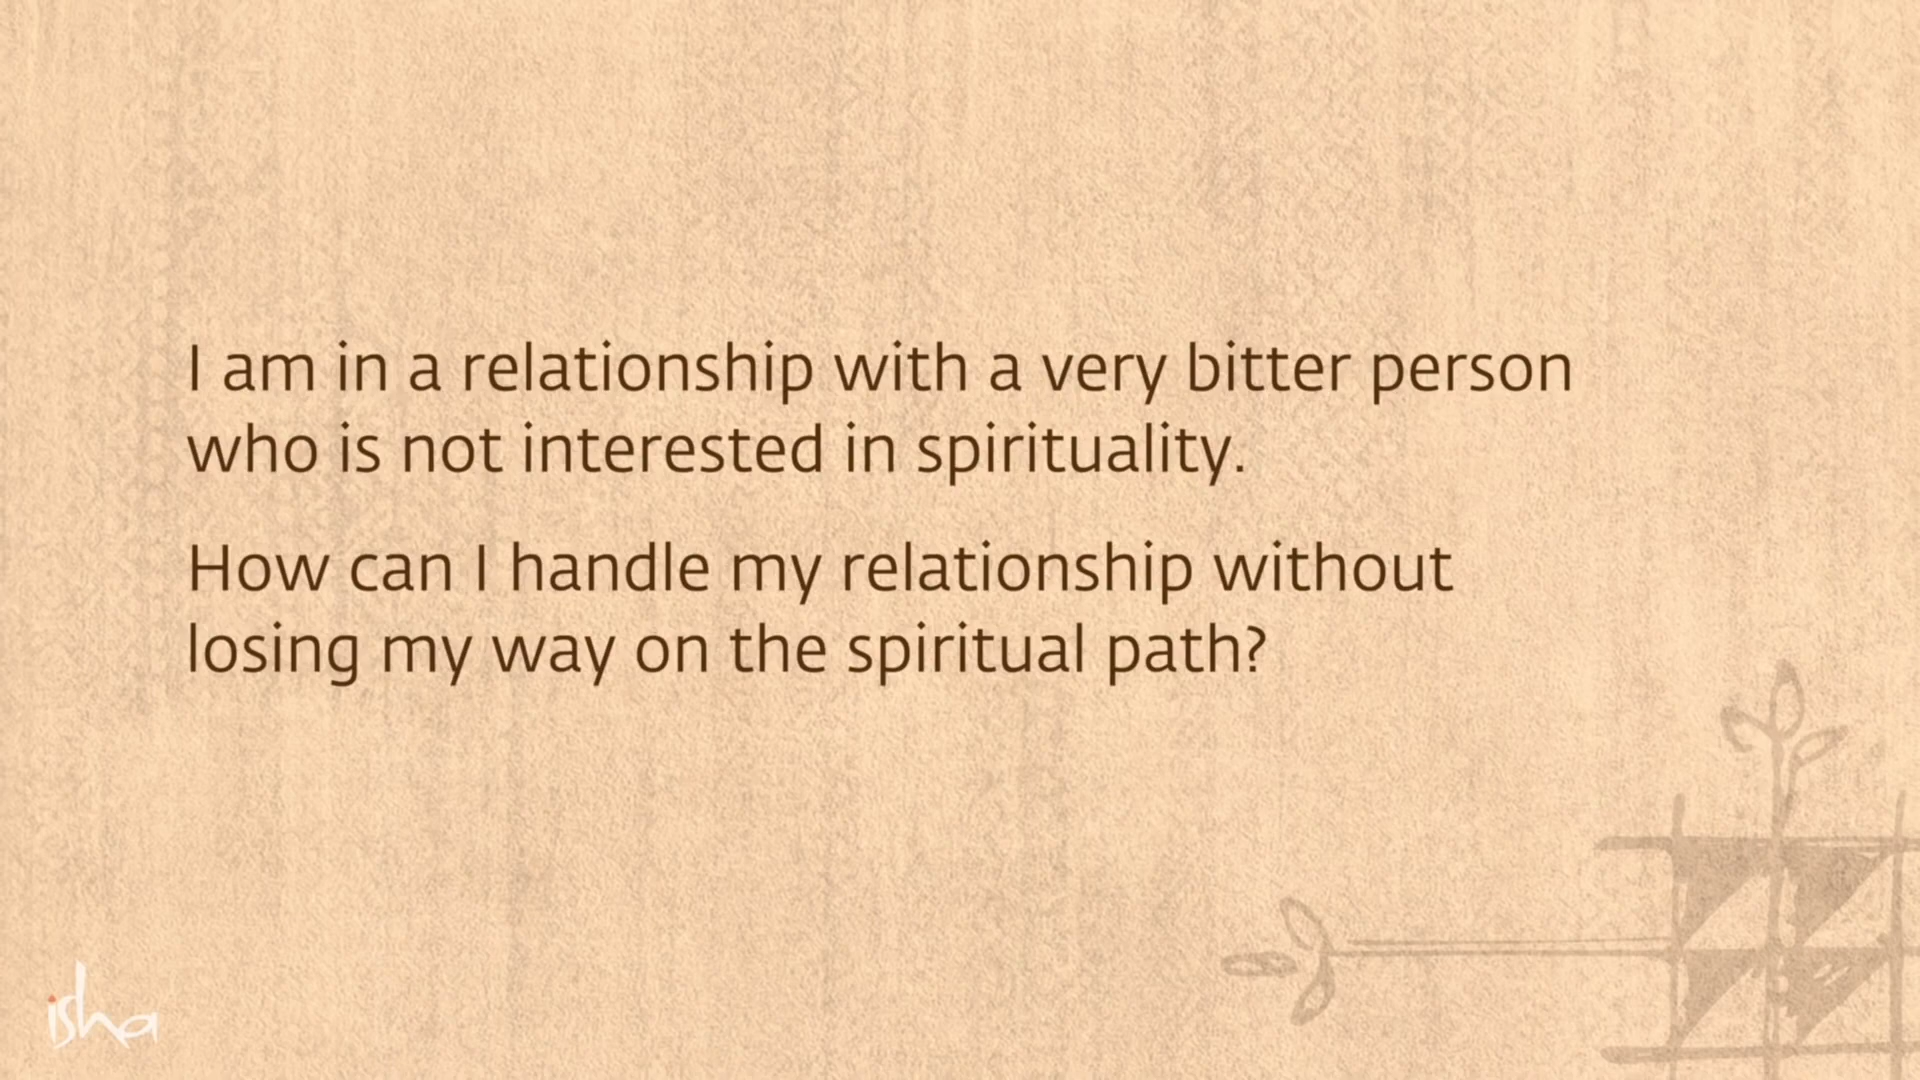 I am in a relationship with a very bitter person
who is not interested in spirituality.
How can I handle my relationship without
losing my way on the spiritual path?
isha